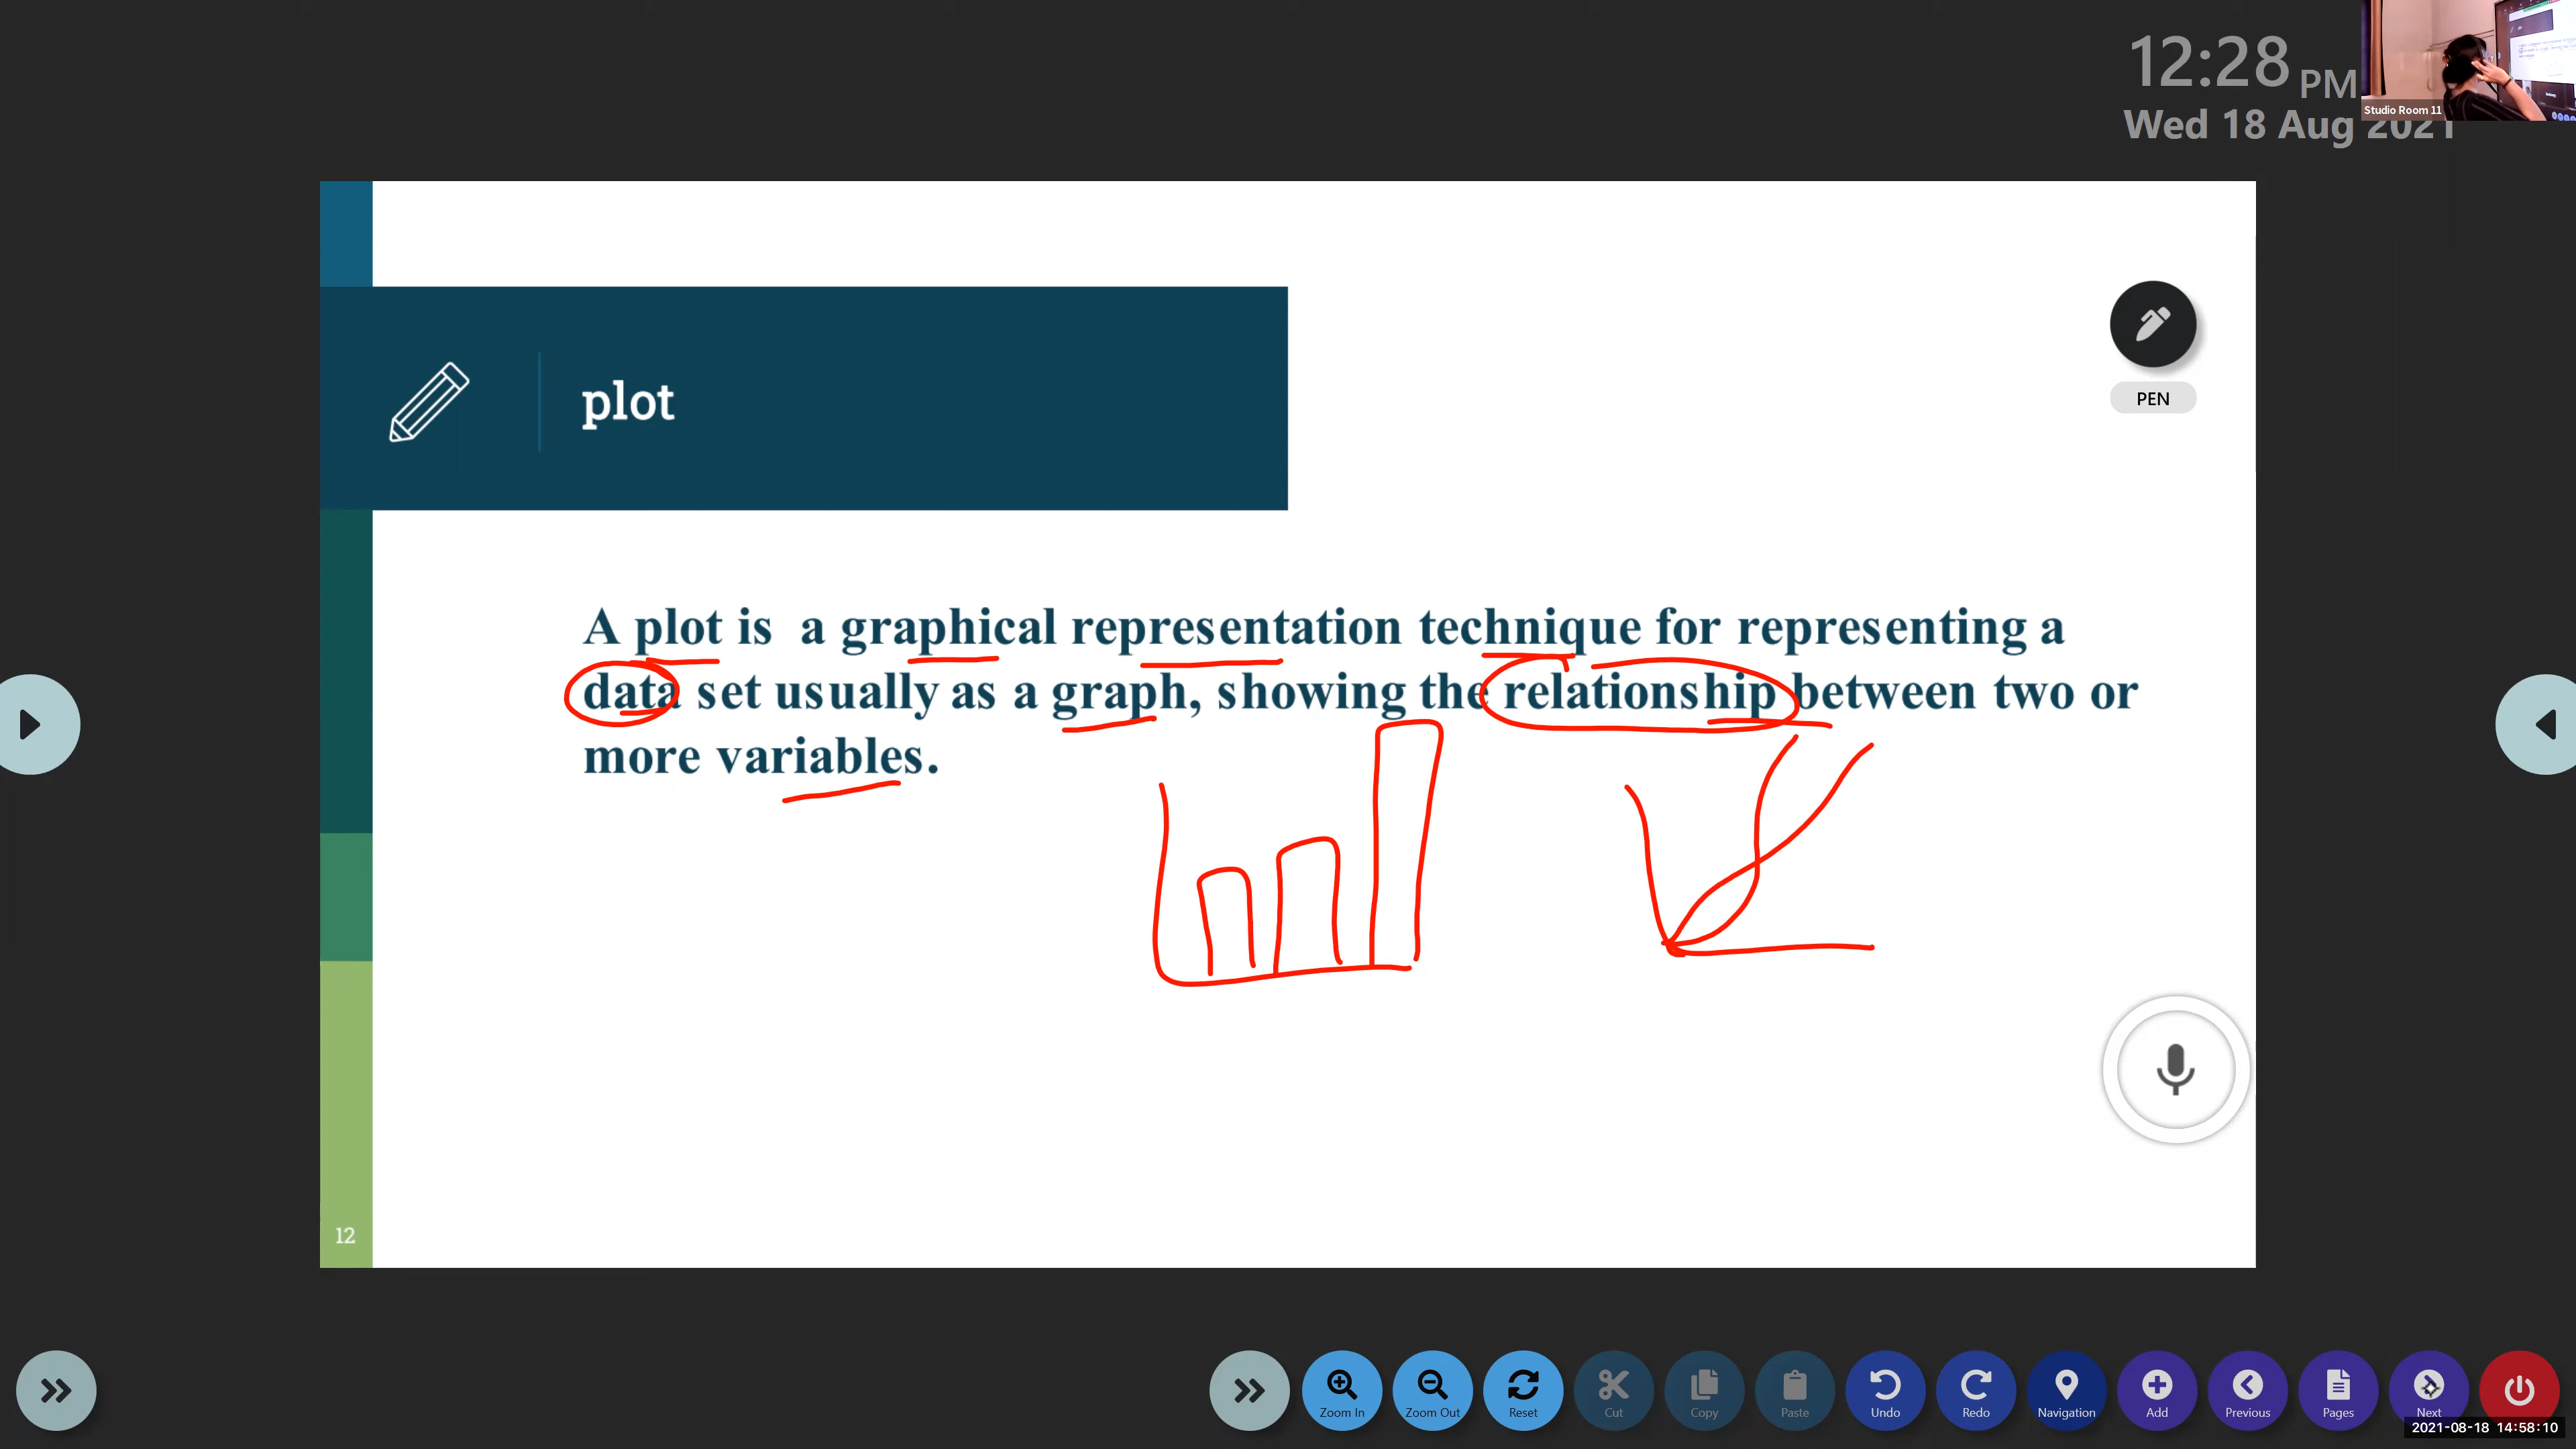 12:28 PM
Wed 18 Aug 2021
Studio Room 11
plot
PEN
A plot is a graphical representation technique for representing a
data set usually as a graph, showing the relationship between two or
more variables.
12
Zoom In
Zoom Out
Reset
Cut
Copy
Paste
Undo
Redo
Navigation
Add
Previous
Pages
Next
2021-08-18 14:58:10